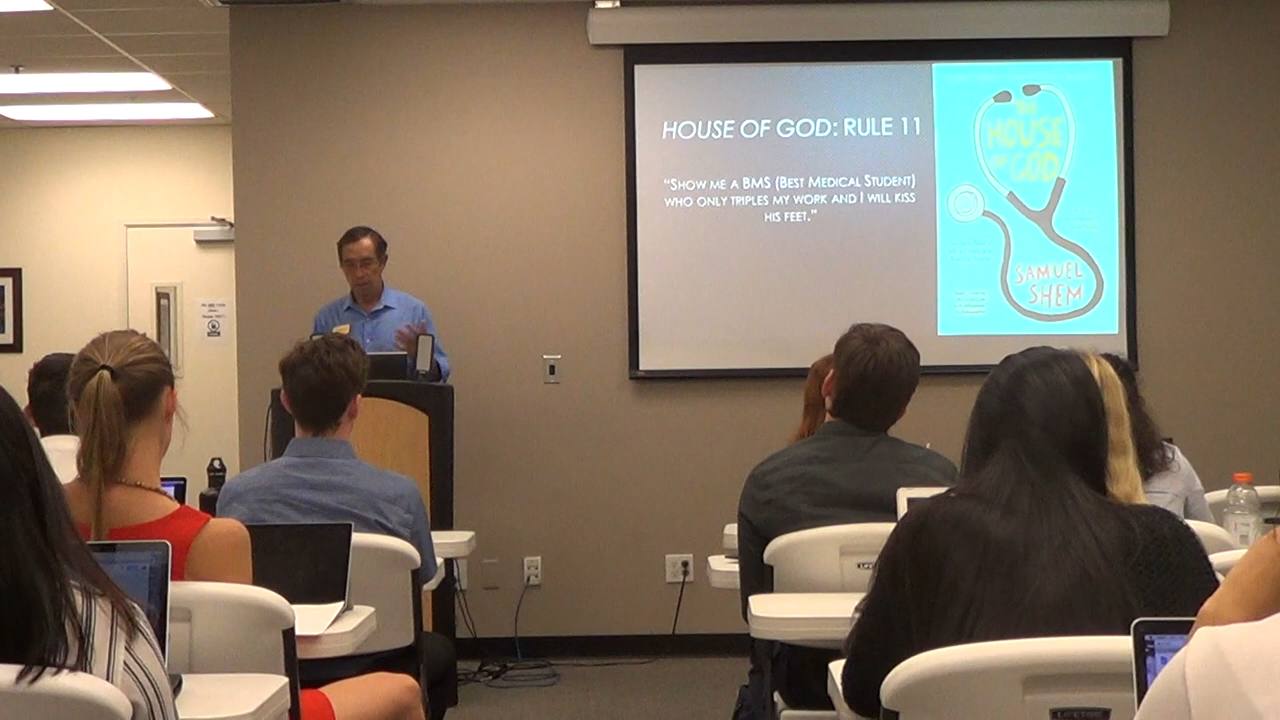 HOUSE OF GOD: RULE 11
"SHOW ME A BMS (BEST MEDICAL STUDENT)
WHO ONLY TRIPLES MY WORK AND I WILL KISS
HIS FEET."
THE
HOUSE
OF GOD
SAMUEL
SHEM
LIFETIME